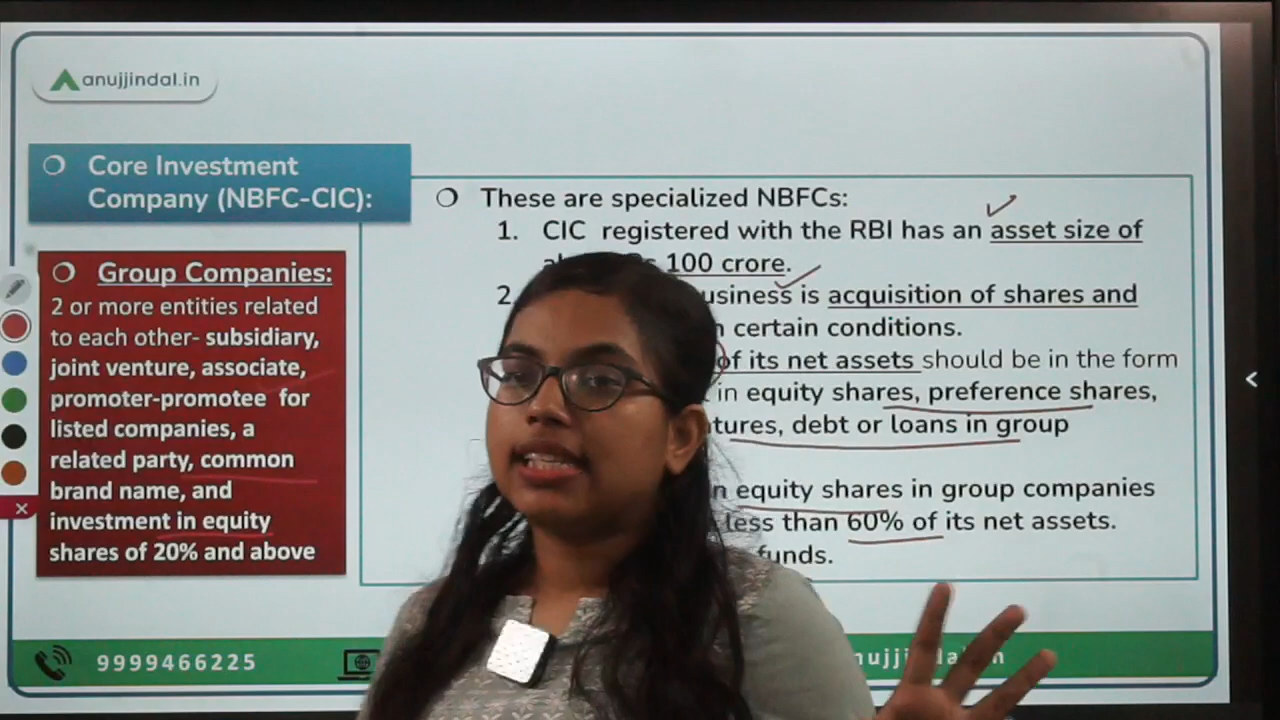 anujjindal.in
Core Investment
Company (NBFC-CIC):
Group Companies:
2 or more entities related
to each other- subsidiary,
joint venture, associate,
promoter-promotee for
listed companies, a
related party, common
brand name, and
investment in equity
shares of 20% and above
These are specialized NBFCs:
1. CIC registered with the RBI has an asset size of
100 crore.
2. is acquisition of shares and
certain conditions.
of its net assets should be in the form
in equity shares, preference shares,
debt or loans in group
equity shares in group companies
less than 60% of its net assets.
funds.
9999466225